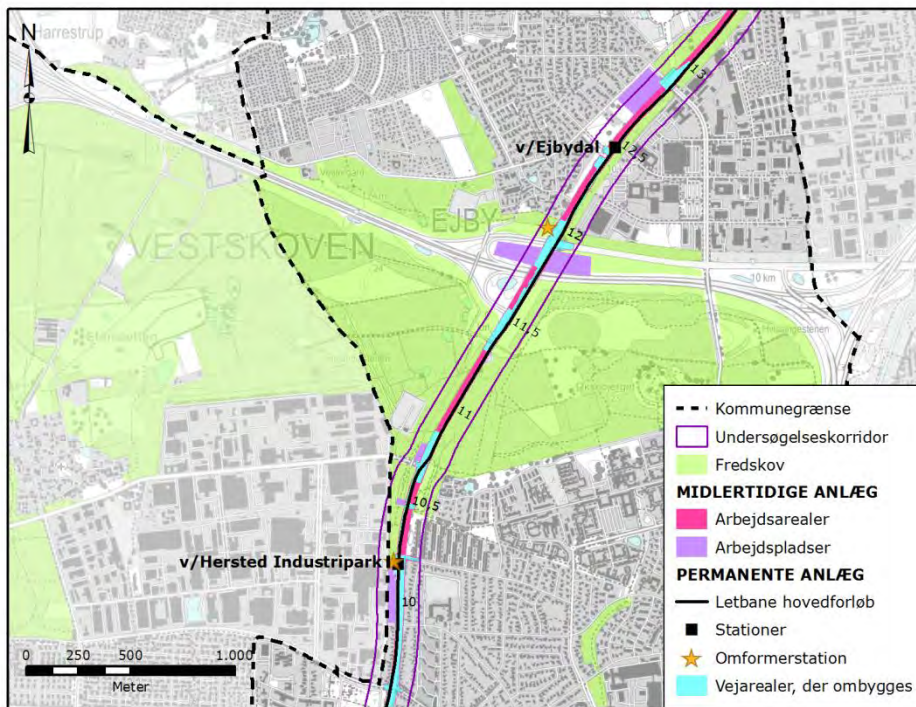 Harrestrup
N
13
v/Ejbydal
12,5
EJBY
VESTSKOVEN
12
10 km
11,5
11
10,5
v/Hersted Industripark
10
0 250 500 1.000
Meter
Kommunegrænse
Undersøgelseskorridor
Fredskov
MIDLERTIDIGE ANLÆG
Arbejdsarealer
Arbejdspladser
PERMANENTE ANLÆG
Letbane hovedforløb
Stationer
Omformerstation
Vejarealer, der ombygges